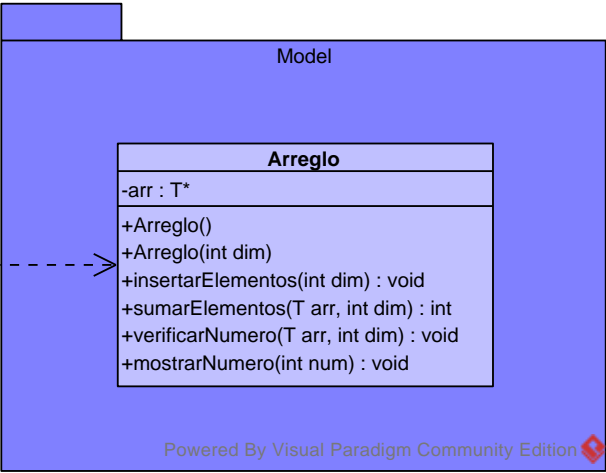 Model
Arreglo
-arr : T*
+Arreglo()
+Arreglo(int dim)
+insertarElementos(int dim) : void
+sumarElementos(T arr, int dim) : int
+verificarNumero(T arr, int dim) : void
+mostrarNumero(int num) : void
Powered By Visual Paradigm Community Edition